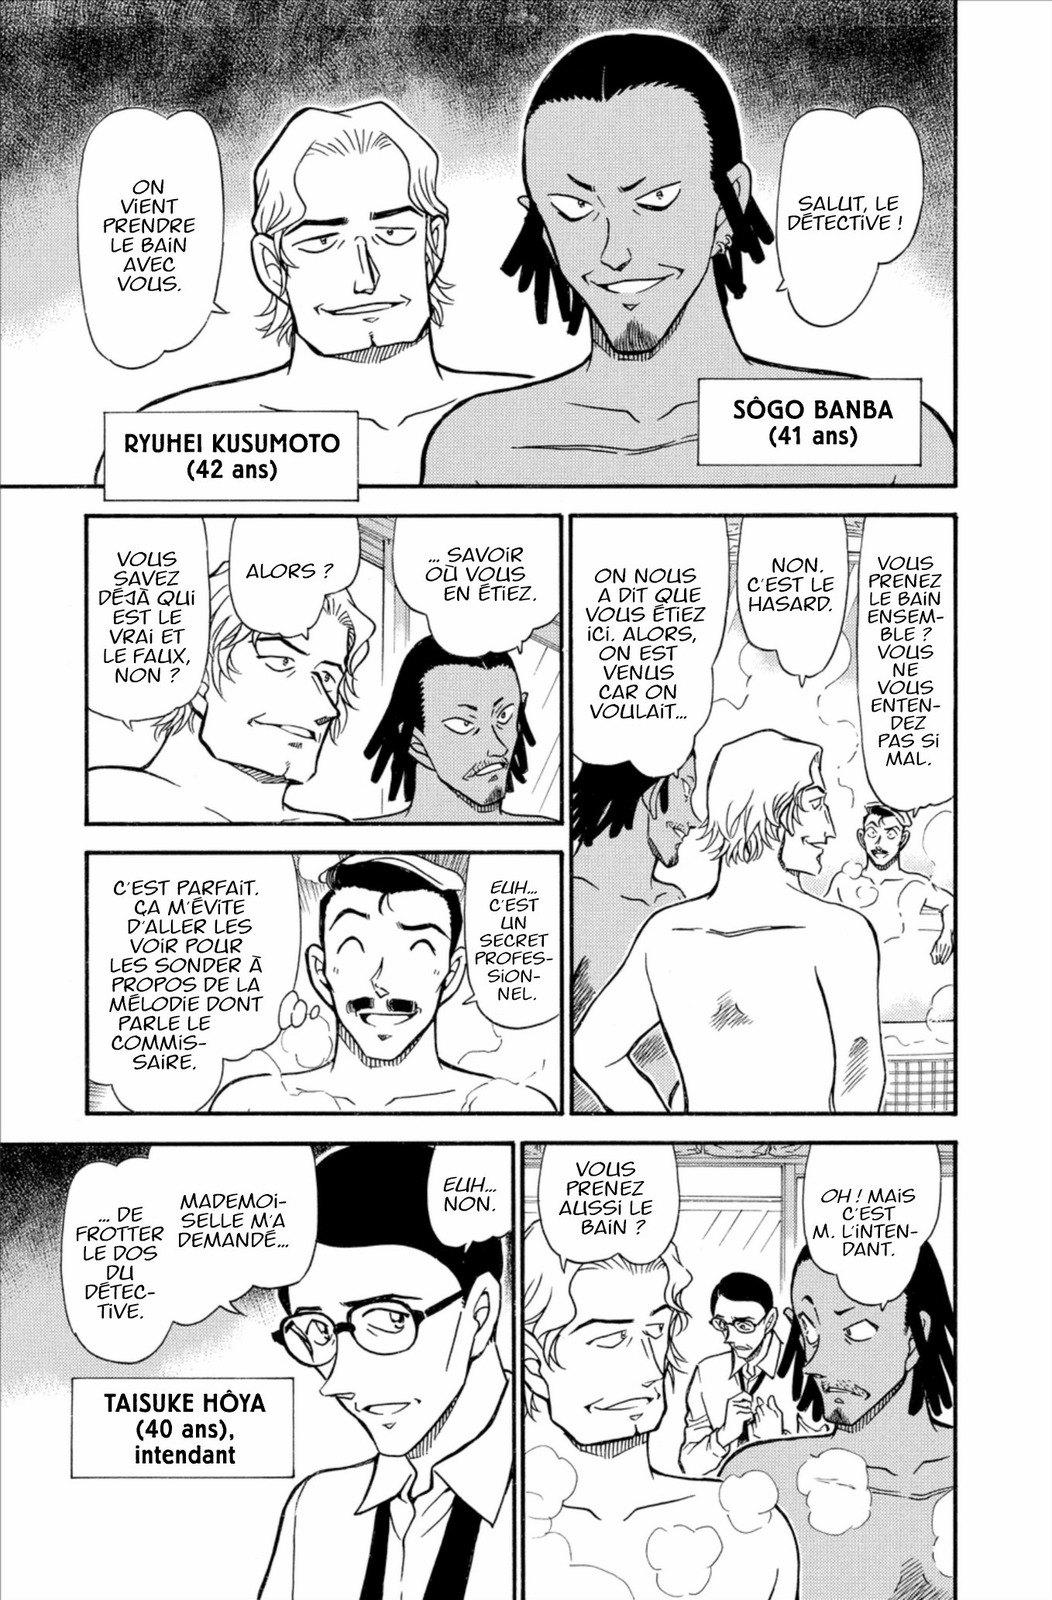 SALUT, LE
DÉTECTIVE !
ON
VIENT
PRENDRE
LE BAIN
AVEC
VOUS.
SÔGO BANBA
(41 ans)
RYUHEI KUSUMOTO
(42 ans)
VOUS
PRENEZ
LE BAIN
ENSEM-
BLE ?
VOUS
NE
VOUS
ENTEN-
DEZ
PAS SI
MAL.
NON.
C'EST LE
HASARD.
ON NOUS
A DIT QUE
VOUS ÉTIEZ
ICI. ALORS,
ON EST
VENUS
CAR ON
VOULAIT...
... SAVOIR
OÙ VOUS
EN ÉTIEZ.
ALORS ?
VOUS
SAVEZ
DÉJÀ QUI
EST LE
VRAI ET
LE FAUX,
NON ?
EUH...
C'EST
UN
SECRET
PROFES-
SION-
NEL.
C'EST PARFAIT.
ÇA M'ÉVITE
D'ALLER LES
VOIR POUR
LES SONDER À
PROPOS DE LA
MÉLODIE DONT
PARLE LE
COMMIS-
SAIRE.
OH ! MAIS
C'EST
M. L'INTEN-
DANT.
VOUS
PRENEZ
AUSSI LE
BAIN ?
EUH...
NON.
MADEMOI-
SELLE M'A
DEMANDÉ...
... DE
FROTTER
LE DOS
DU
DÉTEC-
TIVE.
TAISUKE HÔYA
(40 ans),
intendant